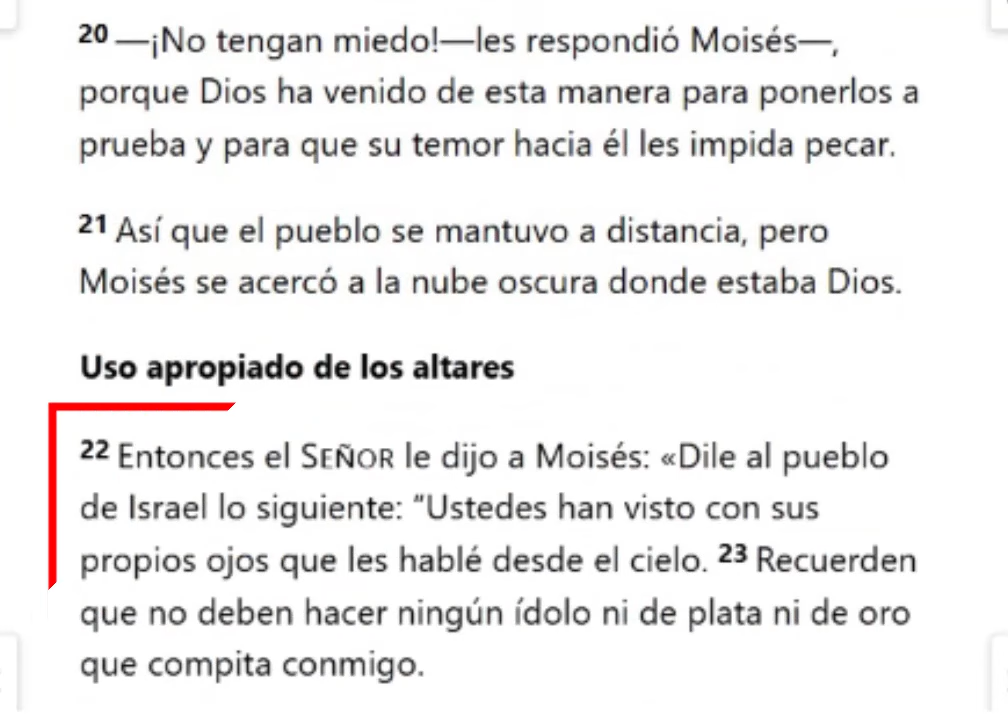 20 —¡No tengan miedo!—les respondió Moisés—,
porque Dios ha venido de esta manera para ponerlos a
prueba y para que su temor hacia él les impida pecar.
21 Así que el pueblo se mantuvo a distancia, pero
Moisés se acercó a la nube oscura donde estaba Dios.
Uso apropiado de los altares
22 Entonces el SEÑOR le dijo a Moisés: «Dile al pueblo
de Israel lo siguiente: “Ustedes han visto con sus
propios ojos que les hablé desde el cielo. 23 Recuerden
que no deben hacer ningún ídolo ni de plata ni de oro
que compita conmigo.